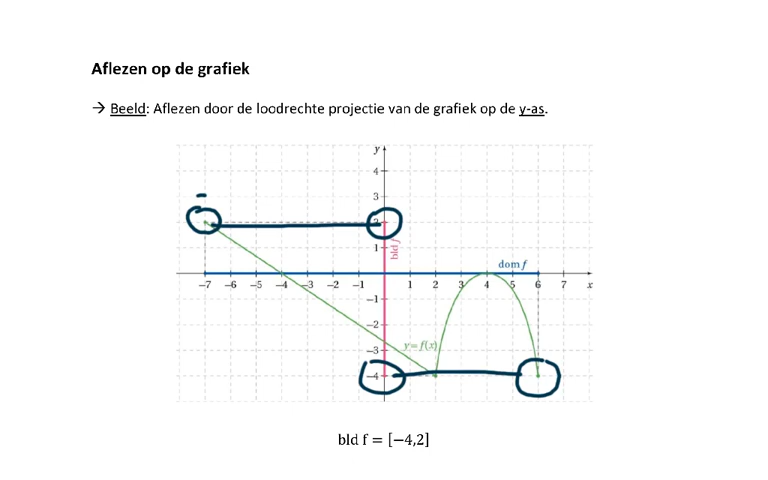 Aflezen op de grafiek
→ Beeld: Aflezen door de loodrechte projectie van de grafiek op de y-as.
y
4
3
2
1
bld f
dom f
−7 −6 −5 −4 −3 −2 −1 1 2 3 4 5 6 7 x
−1
−2
−3
y = f(x)
−4
bld f = [−4,2]